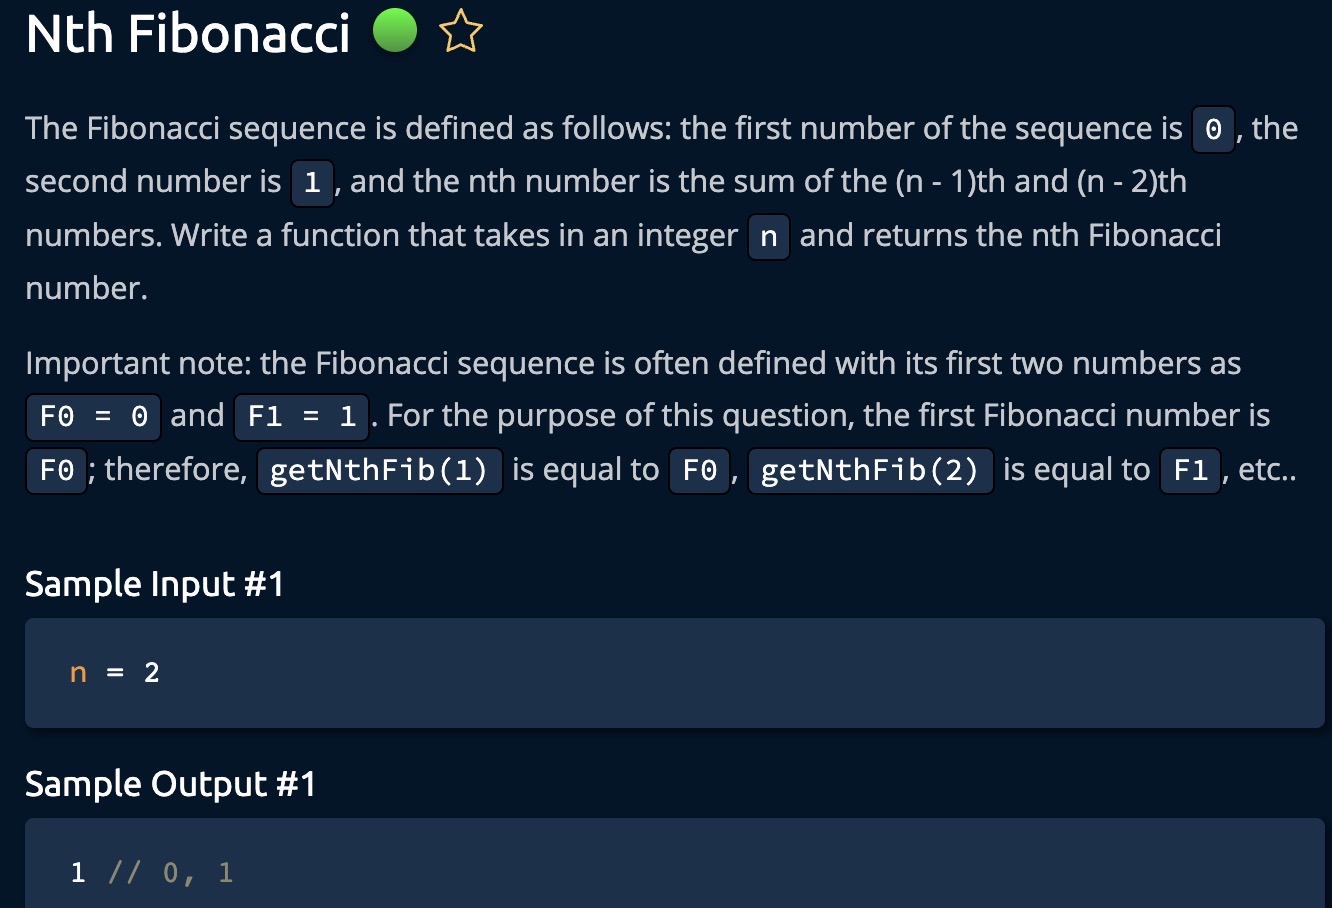 Nth Fibonacci
The Fibonacci sequence is defined as follows: the first number of the sequence is 0, the
second number is 1, and the nth number is the sum of the (n - 1)th and (n - 2)th
numbers. Write a function that takes in an integer n and returns the nth Fibonacci
number.
Important note: the Fibonacci sequence is often defined with its first two numbers as
F0 = 0 and F1 = 1. For the purpose of this question, the first Fibonacci number is
F0; therefore, getNthFib(1) is equal to F0, getNthFib(2) is equal to F1, etc..
Sample Input #1
n = 2
Sample Output #1
1 // 0, 1